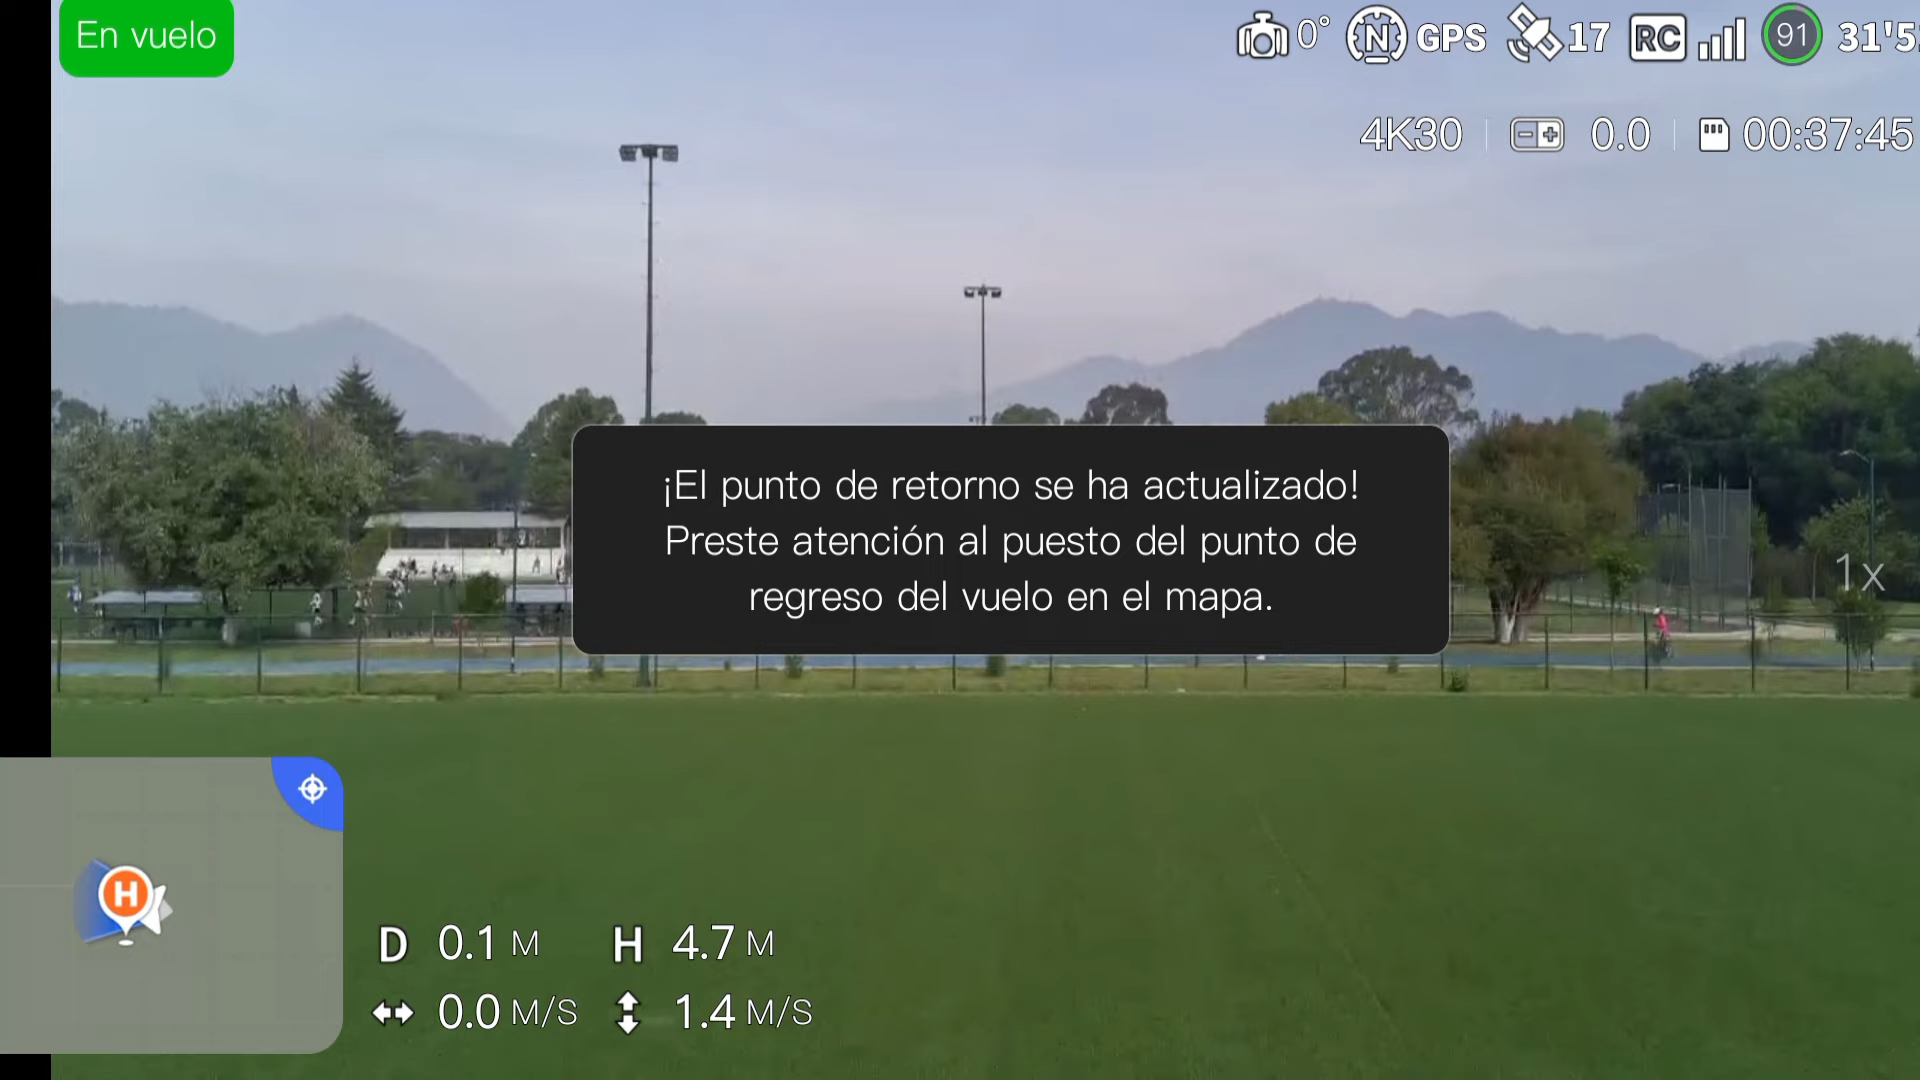 En vuelo
0° N GPS 17 RC 91 31'5
4K30 0.0 00:37:45
¡El punto de retorno se ha actualizado!
Preste atención al puesto del punto de
regreso del vuelo en el mapa.
1x
H
D 0.1 M H 4.7 M
0.0 M/S 1.4 M/S